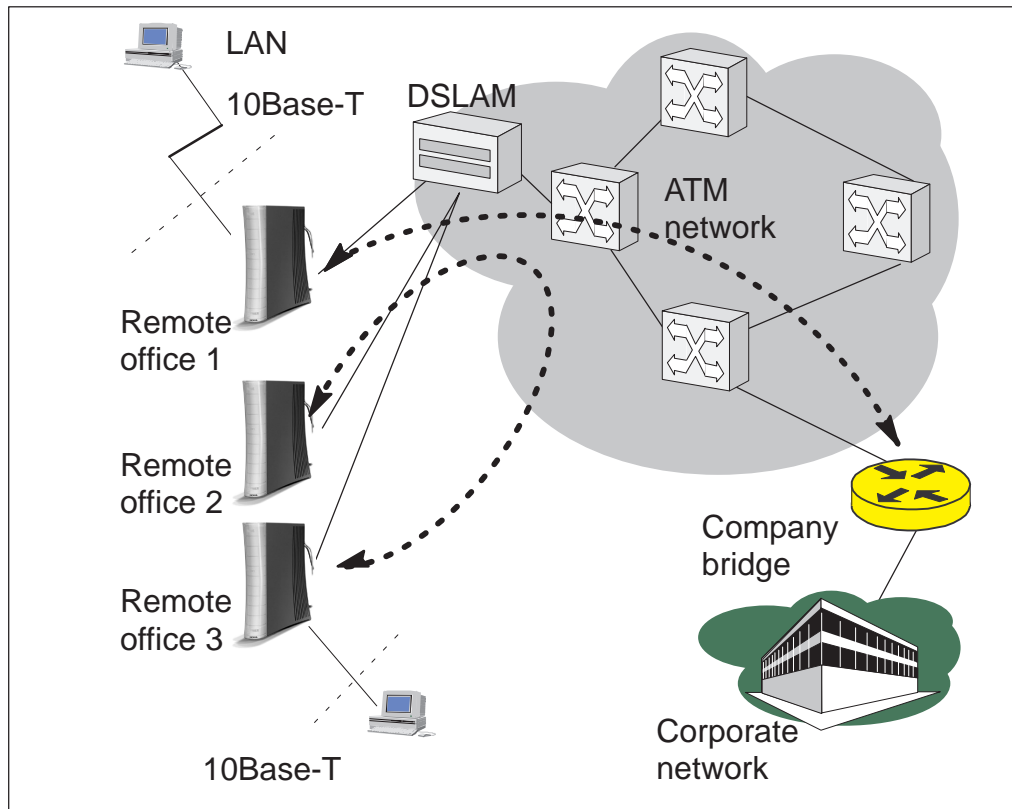 LAN
10Base-T
DSLAM
ATM
network
Remote
office 1
Remote
office 2
Remote
office 3
Company
bridge
Corporate
network
10Base-T